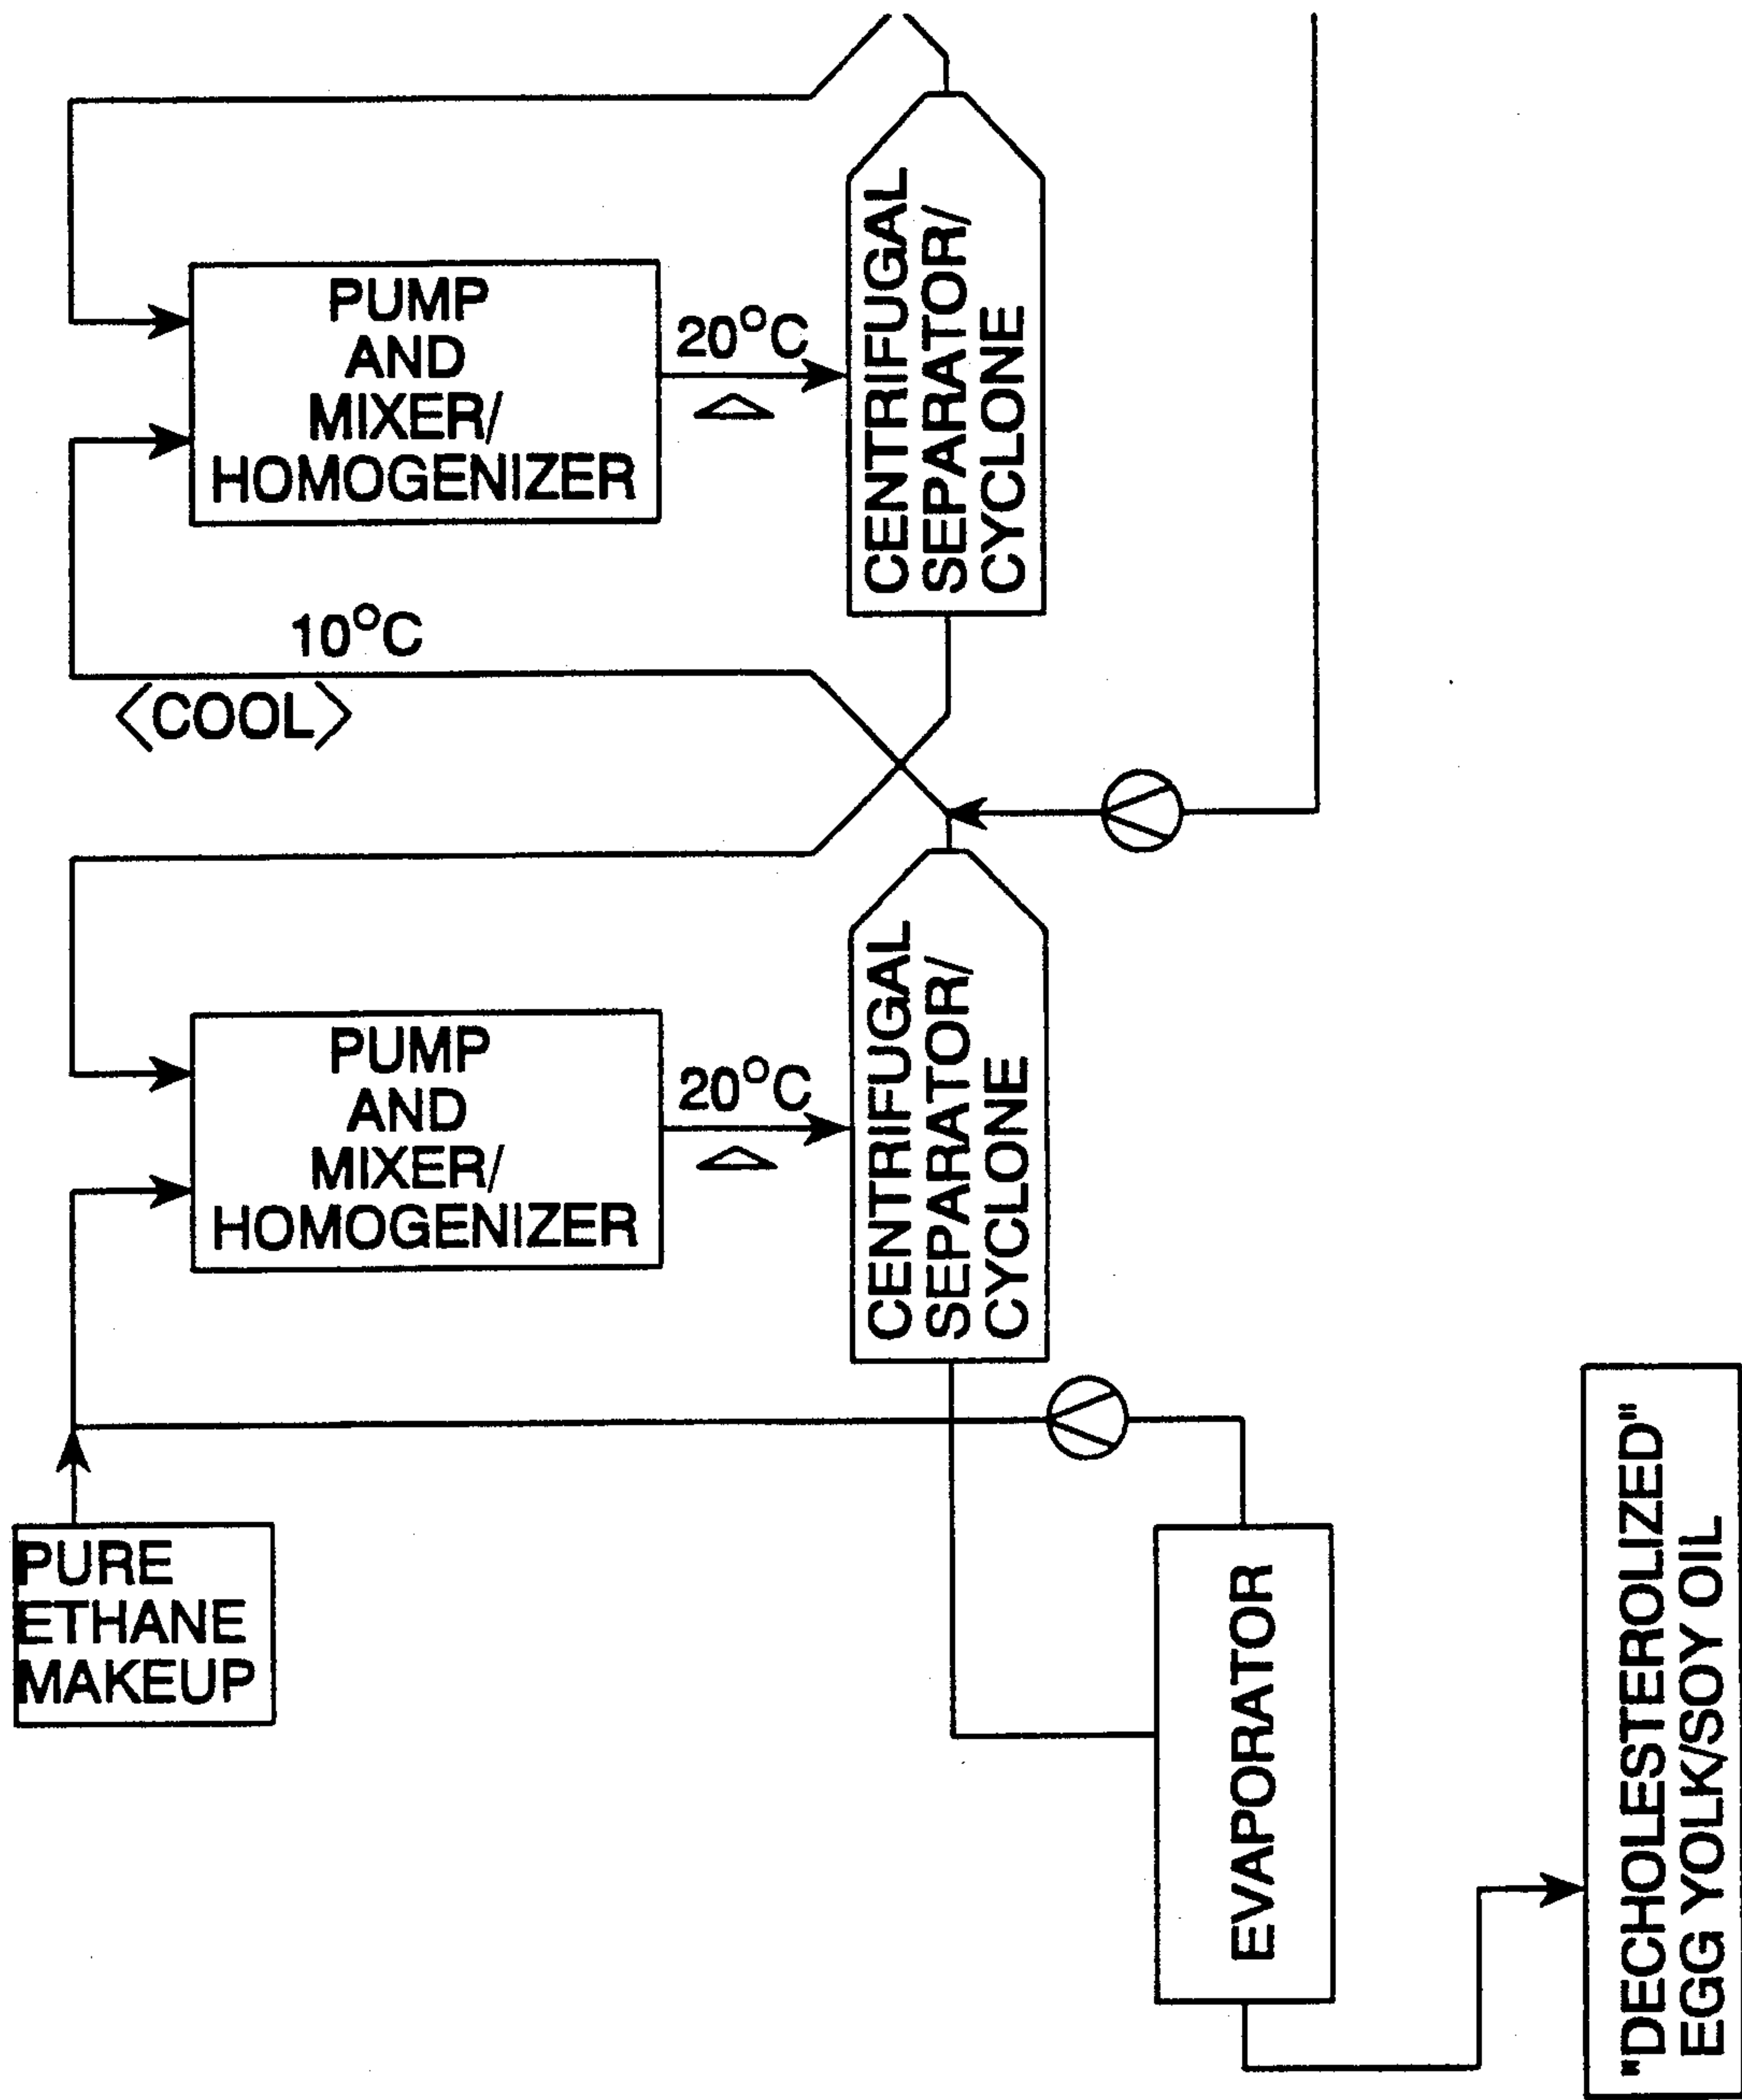 PUMP
AND
MIXER/
HOMOGENIZER
20°C
△
CENTRIFUGAL
SEPARATOR/
CYCLONE
10°C
<COOL>
PUMP
AND
MIXER/
HOMOGENIZER
20°C
△
CENTRIFUGAL
SEPARATOR/
CYCLONE
PURE
ETHANE
MAKEUP
EVAPORATOR
"DECHOLESTEROLIZED"
EGG YOLK/SOY OIL